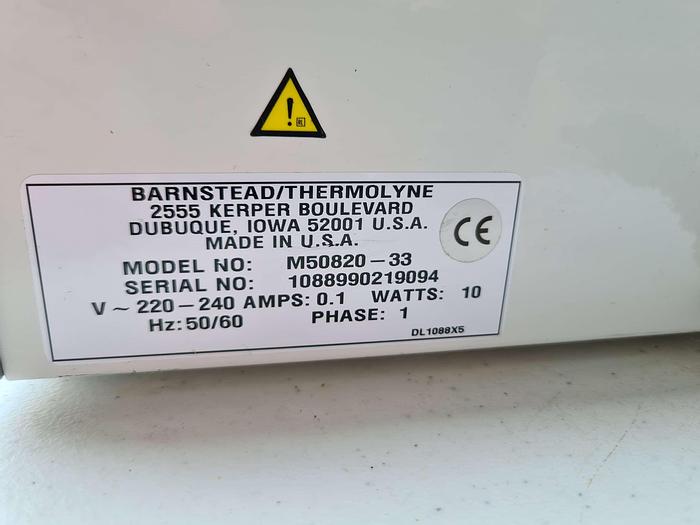 !
BARNSTEAD/THERMOLYNE
2555 KERPER BOULEVARD
DUBUQUE, IOWA 52001 U.S.A.
MADE IN U.S.A.
CE
MODEL NO: M50820-33
SERIAL NO: 1088990219094
V ~ 220-240 AMPS: 0.1 WATTS: 10
Hz: 50/60 PHASE: 1
DL1088X5